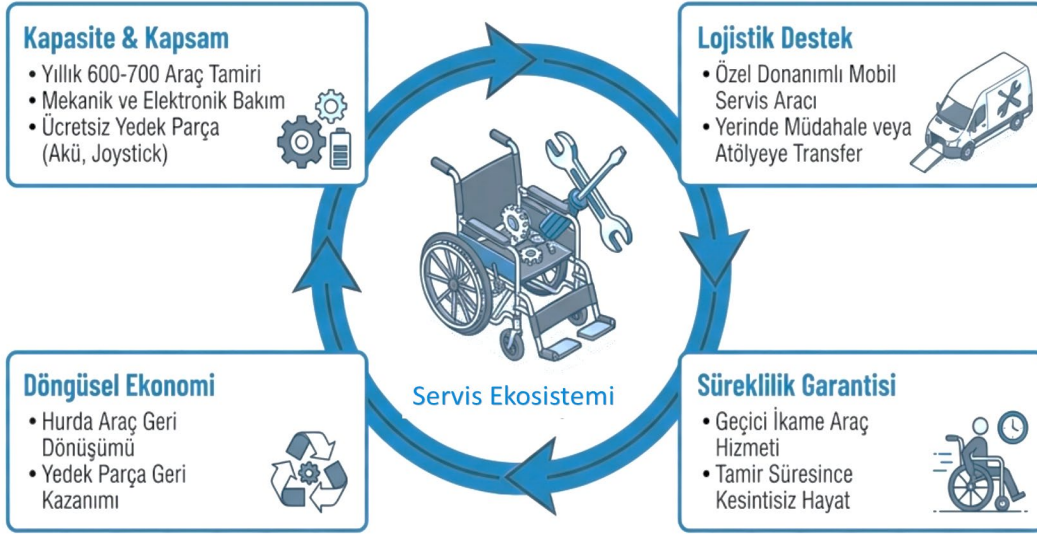 Kapasite & Kapsam
• Yıllık 600-700 Araç Tamiri
• Mekanik ve Elektronik Bakım
• Ücretsiz Yedek Parça
(Akü, Joystick)
Lojistik Destek
• Özel Donanımlı Mobil
Servis Aracı
• Yerinde Müdahale veya
Atölyeye Transfer
Servis Ekosistemi
Döngüsel Ekonomi
• Hurda Araç Geri
Dönüşümü
• Yedek Parça Geri
Kazanımı
Süreklilik Garantisi
• Geçici İkame Araç
Hizmeti
• Tamir Süresince
Kesintisiz Hayat